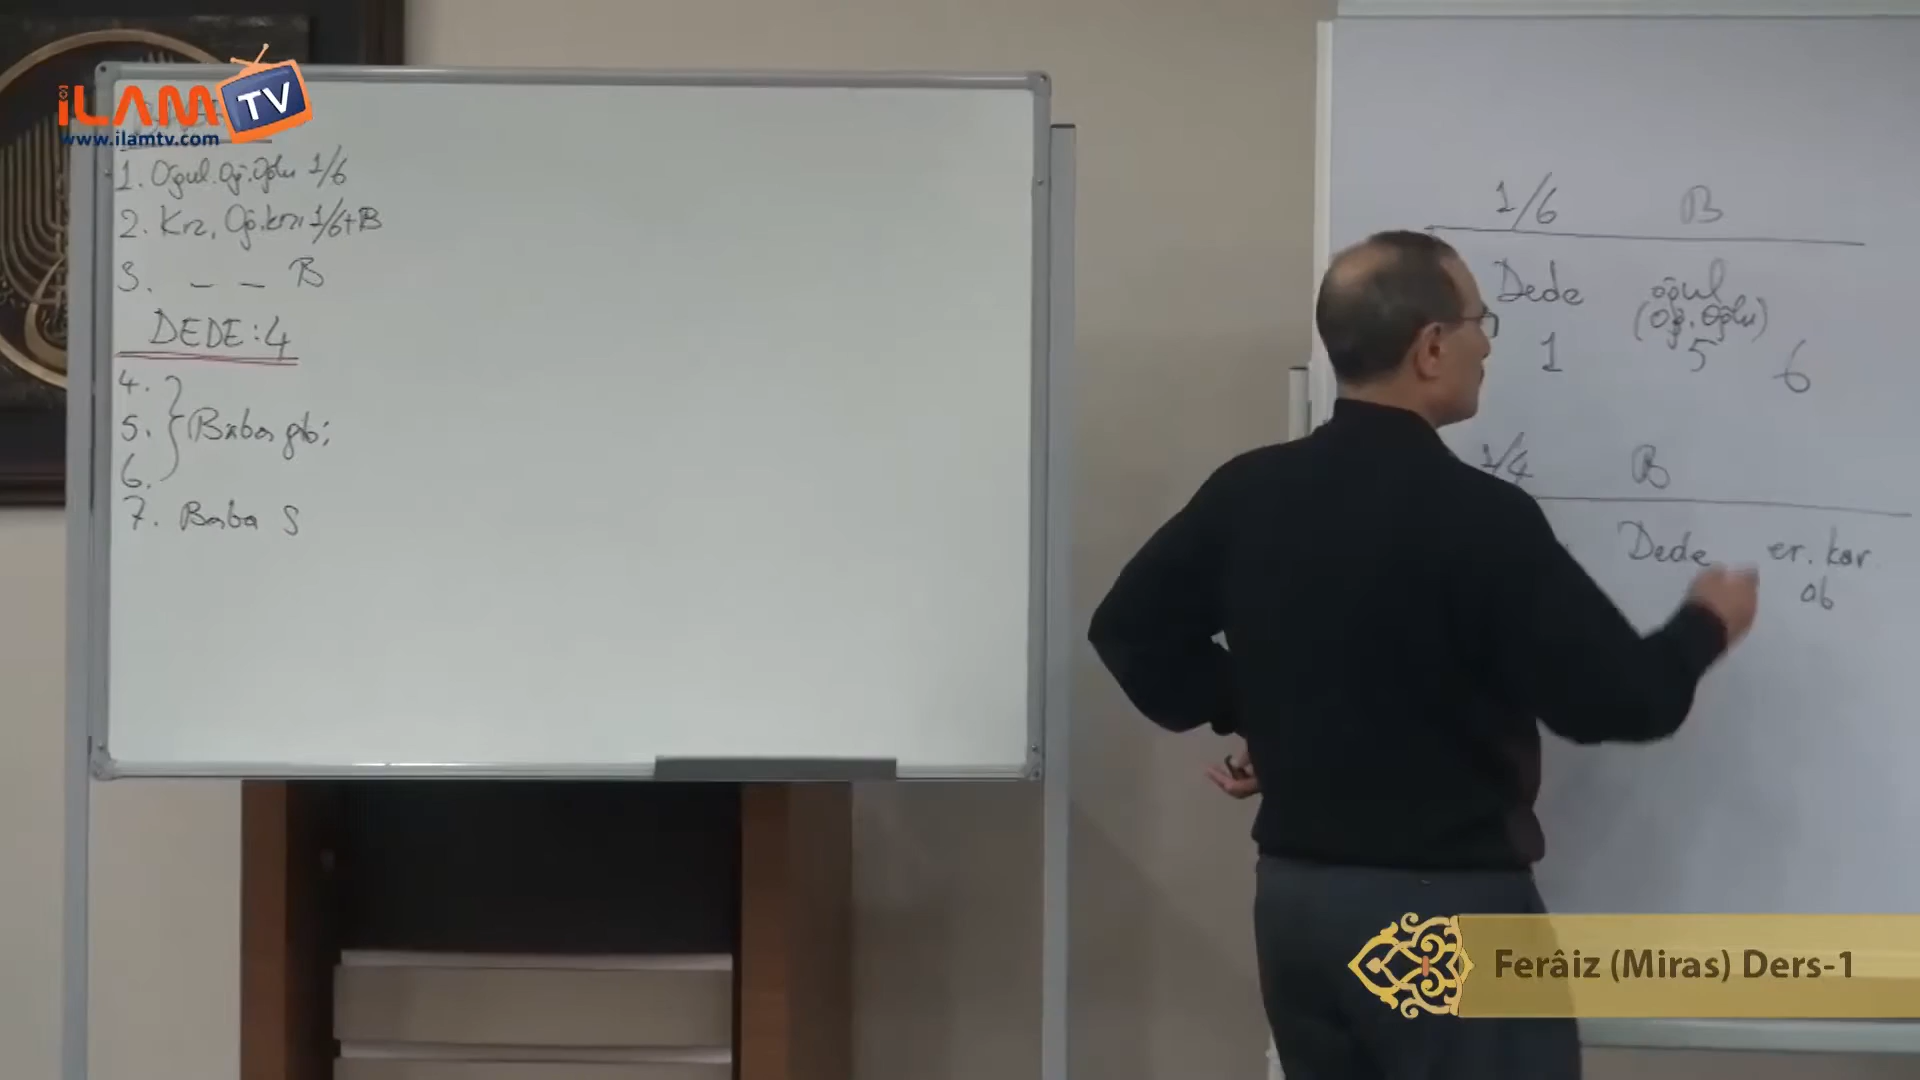 iLAM TV
www.ilamtv.com
1. Oğul. Oğ. Oğlu 1/6
2. Kız, Oğ. kızı 1/6+B
3. _ _ B
DEDE:4
4.
5. } Baba gibi
6.
7. Baba S
1/6 B
Dede oğul
(oğ. oğlu)
1 5 6
1/4 B
Dede er. kar
ab
Ferâiz (Miras) Ders-1